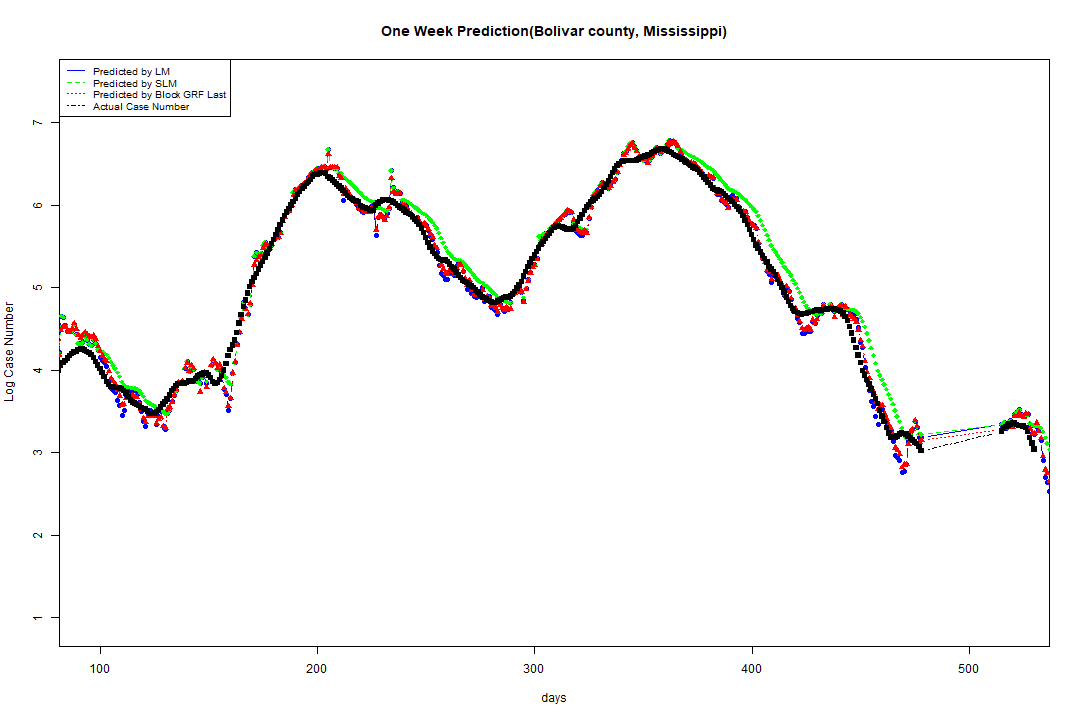 One Week Prediction(Bolivar county, Mississippi)
Predicted by LM
Predicted by SLM
Predicted by Block GRF Last
Actual Case Number
7
6
5
4
3
2
1
Log Case Number
100 200 300 400 500
days